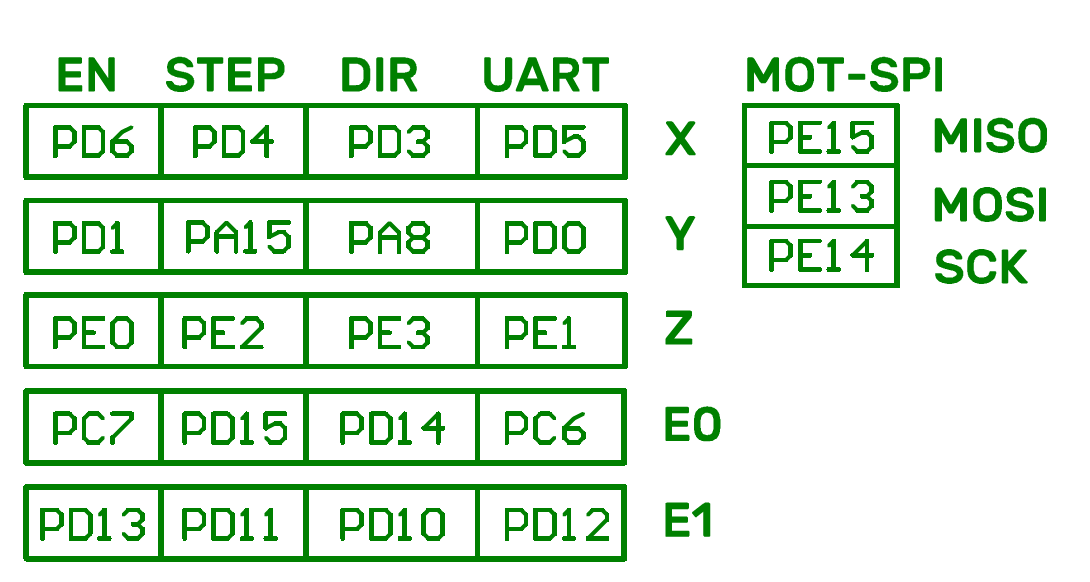 EN STEP DIR UART MOT-SPI
PD6 PD4 PD3 PD5 X PE15 MISO
PE13 MOSI
PD1 PA15 PA8 PD0 Y
PE14 SCK
PE0 PE2 PE3 PE1 Z
PC7 PD15 PD14 PC6 E0
PD13 PD11 PD10 PD12 E1